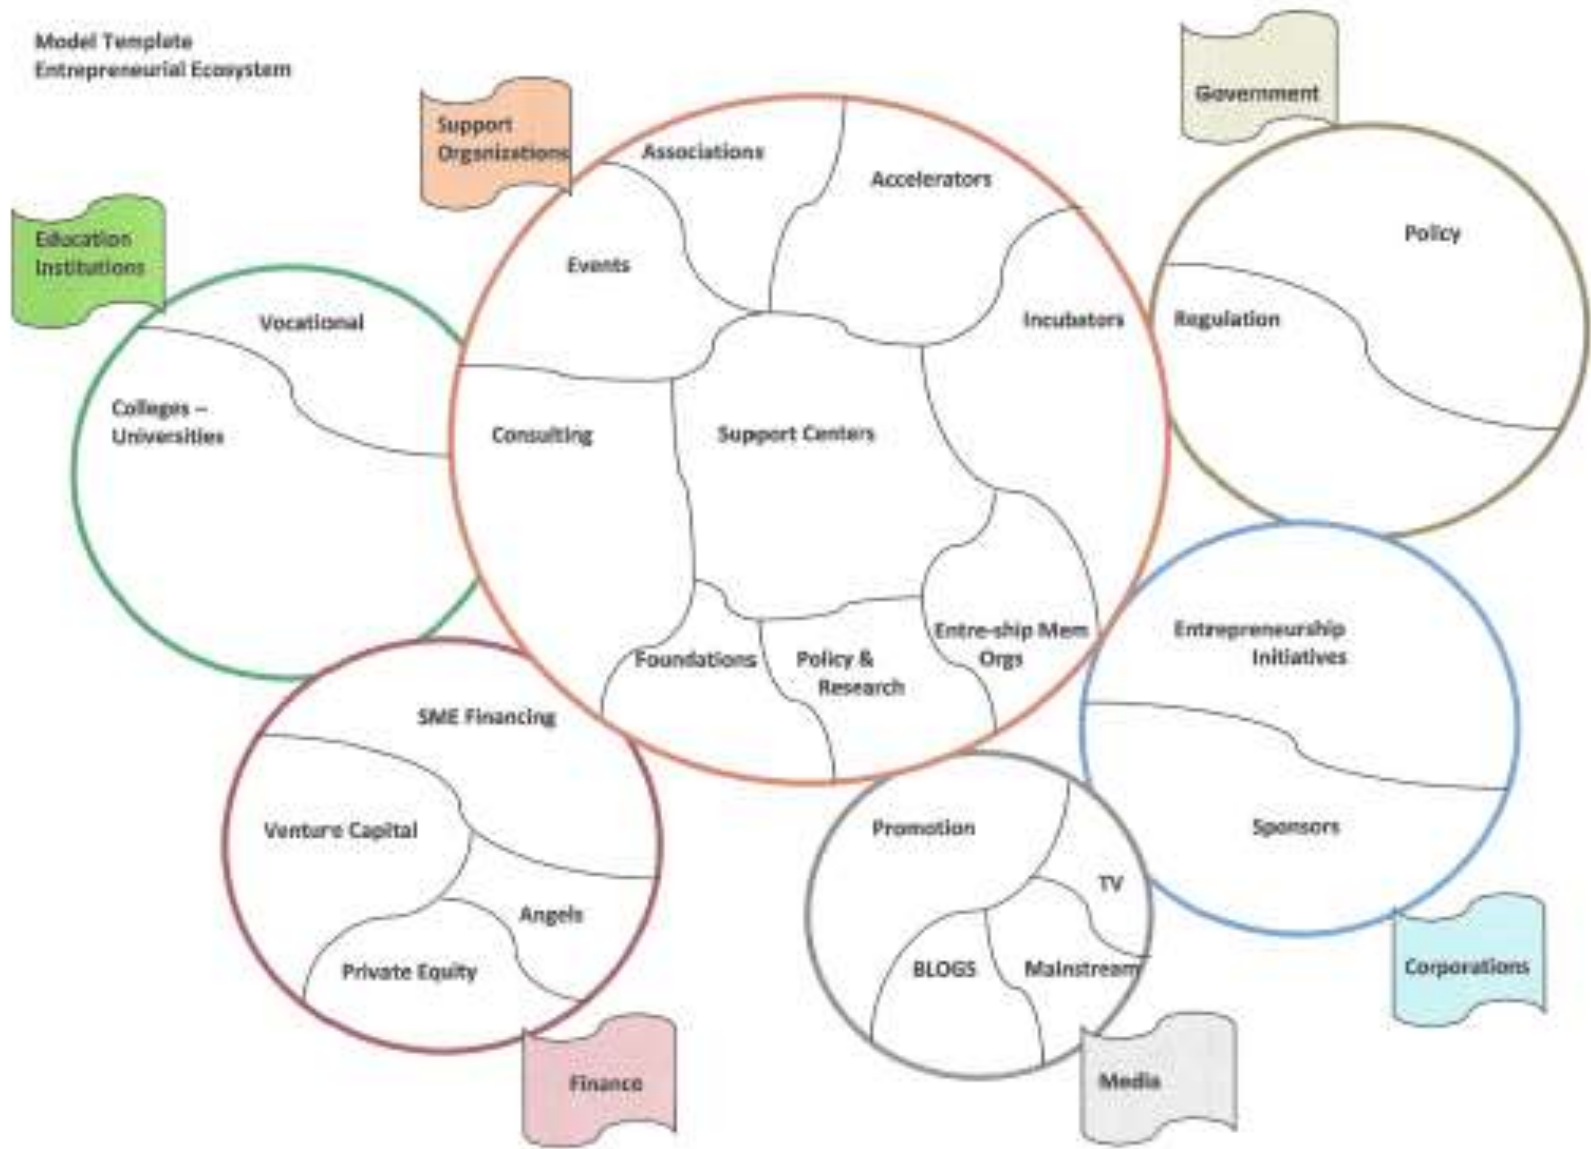 Model Template
Entrepreneurial Ecosystem
Government
Support
Organizations
Associations
Accelerators
Education
Institutions
Events
Policy
Vocational
Incubators
Regulation
Colleges –
Universities
Consulting
Support Centers
Entre-ship Mem
Orgs
Foundations
Policy &
Research
Entrepreneurship
Initiatives
SME Financing
Venture Capital
Promotion
Sponsors
TV
Angels
Private Equity
BLOGS
Mainstream
Corporations
Finance
Media